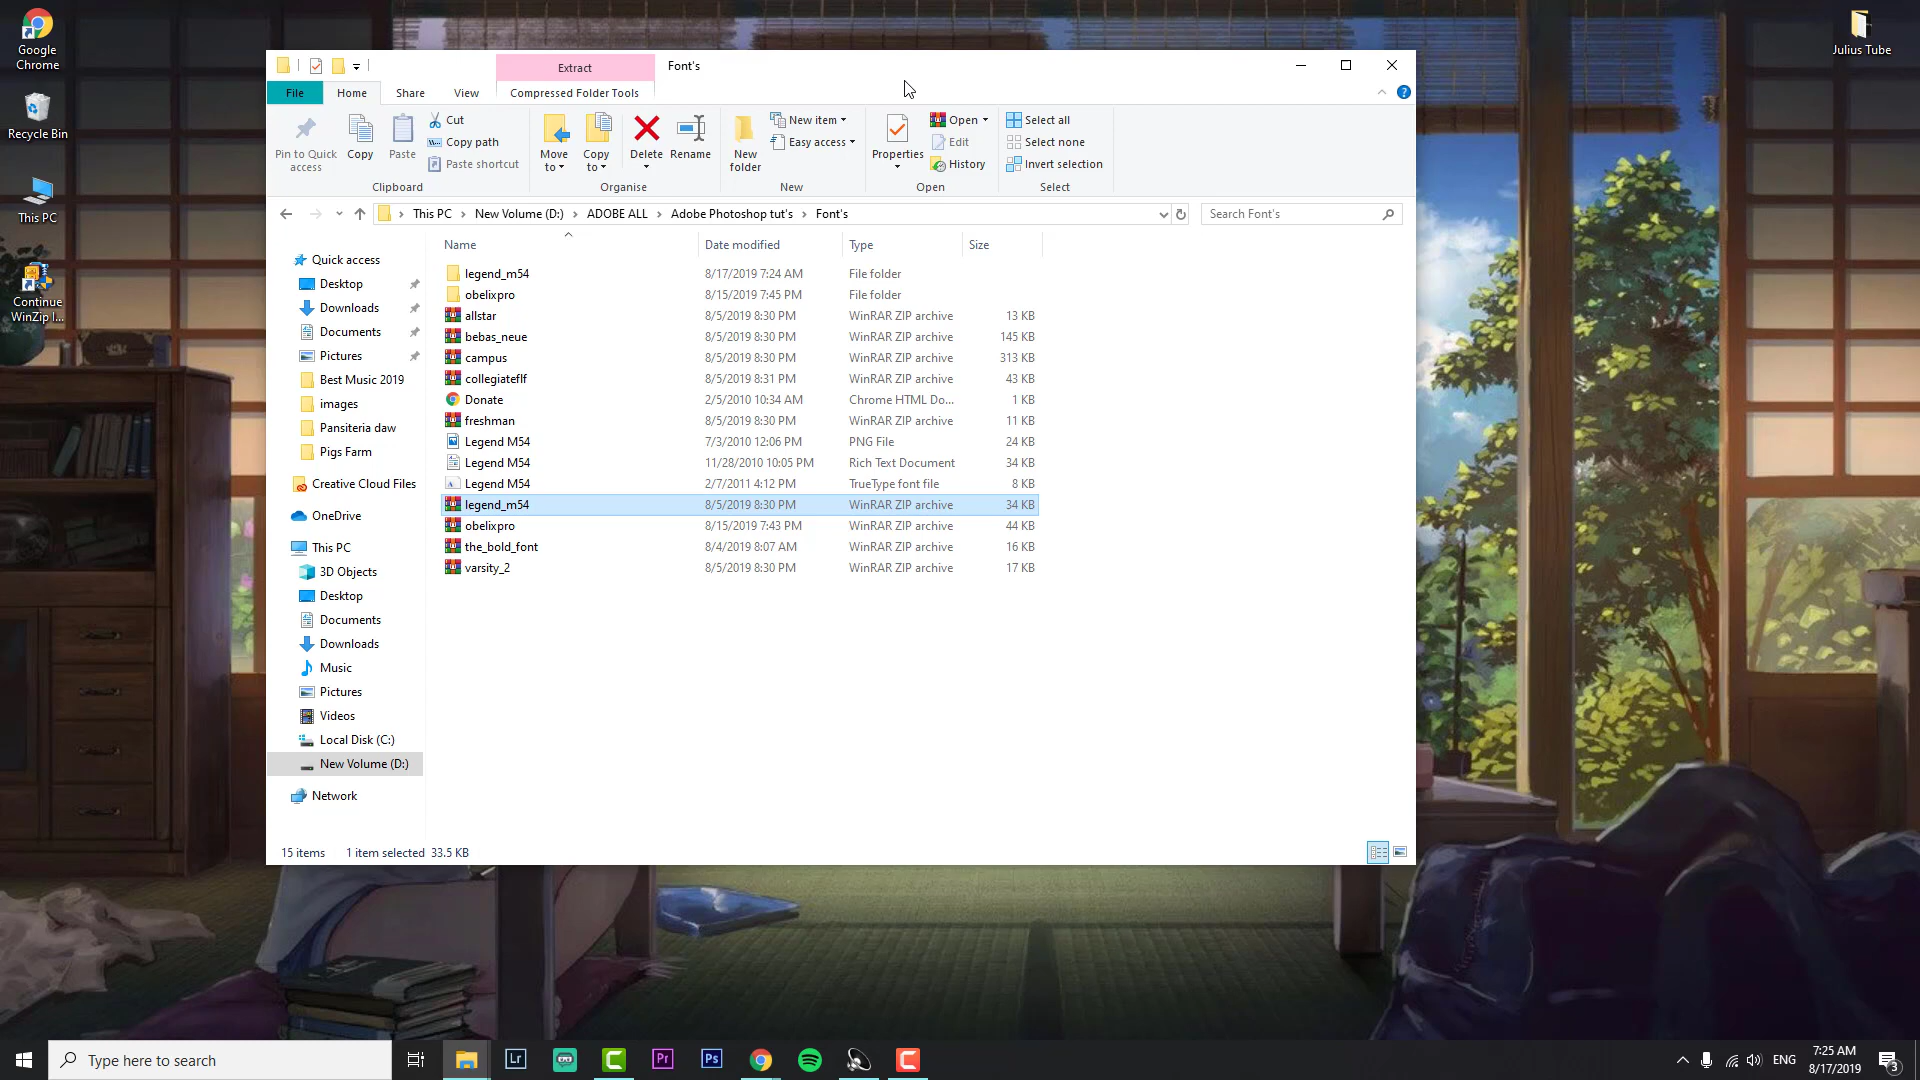 Google
Chrome
Recycle Bin
This PC
Continue
WinZip I...
Julius Tube
Extract
Font's
File
Home
Share
View
Compressed Folder Tools
Pin to Quick
access
Copy
Paste
Cut
Copy path
Paste shortcut
Clipboard
Move
to
Copy
to
Delete
Rename
Organise
New
folder
New item
Easy access
New
Properties
Open
Edit
History
Open
Select all
Select none
Invert selection
Select
This PC > New Volume (D:) > ADOBE ALL > Adobe Photoshop tut's > Font's
Search Font's
Name Date modified Type Size
Quick access
Desktop
Downloads
Documents
Pictures
Best Music 2019
images
Pansiteria daw
Pigs Farm
Creative Cloud Files
OneDrive
This PC
3D Objects
Desktop
Documents
Downloads
Music
Pictures
Videos
Local Disk (C:)
New Volume (D:)
Network
legend_m54 8/17/2019 7:24 AM File folder
obelixpro 8/15/2019 7:45 PM File folder
allstar 8/5/2019 8:30 PM WinRAR ZIP archive 13 KB
bebas_neue 8/5/2019 8:30 PM WinRAR ZIP archive 145 KB
campus 8/5/2019 8:30 PM WinRAR ZIP archive 313 KB
collegiateflf 8/5/2019 8:31 PM WinRAR ZIP archive 43 KB
Donate 2/5/2010 10:34 AM Chrome HTML Do... 1 KB
freshman 8/5/2019 8:30 PM WinRAR ZIP archive 11 KB
Legend M54 7/3/2010 12:06 PM PNG File 24 KB
Legend M54 11/28/2010 10:05 PM Rich Text Document 34 KB
Legend M54 2/7/2011 4:12 PM TrueType font file 8 KB
legend_m54 8/5/2019 8:30 PM WinRAR ZIP archive 34 KB
obelixpro 8/15/2019 7:43 PM WinRAR ZIP archive 44 KB
the_bold_font 8/4/2019 8:07 AM WinRAR ZIP archive 16 KB
varsity_2 8/5/2019 8:30 PM WinRAR ZIP archive 17 KB
15 items 1 item selected 33.5 KB
Type here to search
Lr
Pr
Ps
ENG
7:25 AM
8/17/2019
3